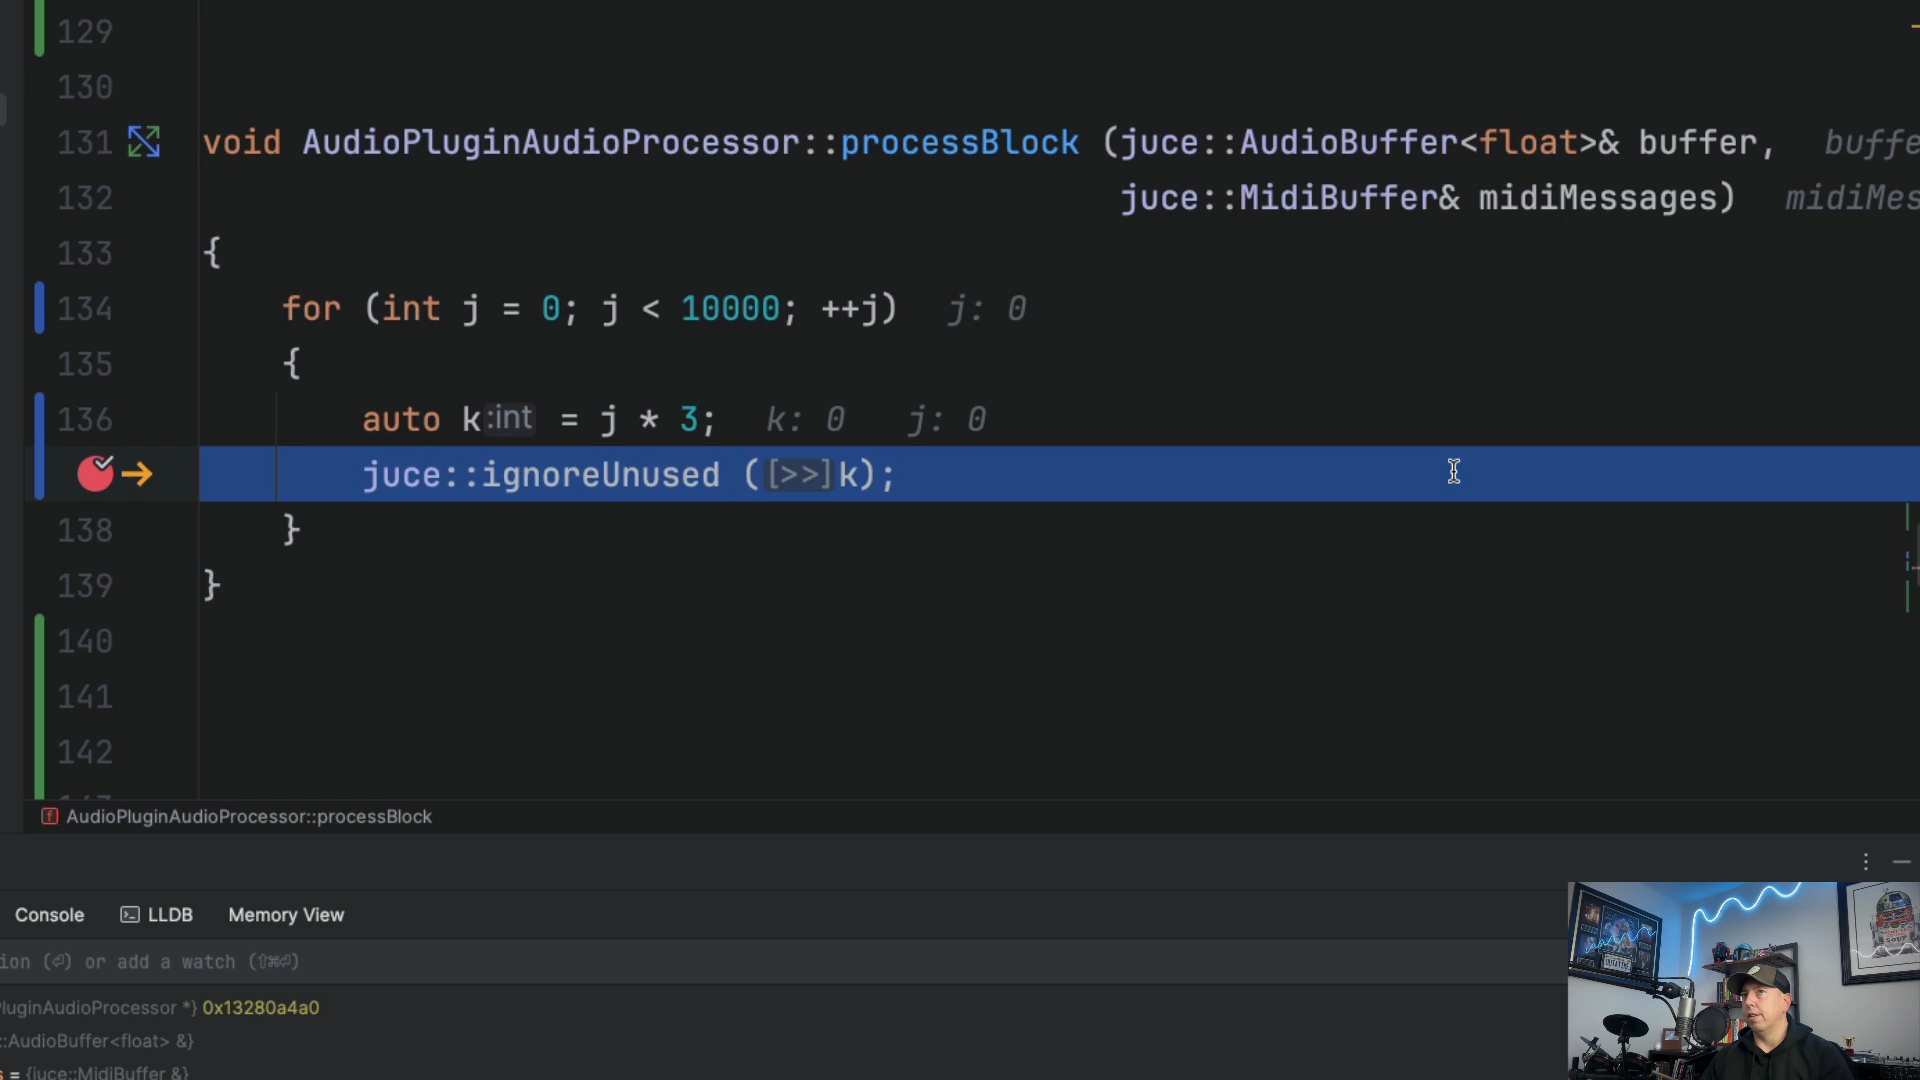 129
130
131 void AudioPluginAudioProcessor::processBlock (juce::AudioBuffer<float>& buffer, buffe
132 juce::MidiBuffer& midiMessages) midiMes
133 {
134 for (int j = 0; j < 10000; ++j) j: 0
135 {
136 auto k:int = j * 3; k: 0 j: 0
juce::ignoreUnused ([>>]k);
138 }
139 }
140
141
142
AudioPluginAudioProcessor::processBlock
Console LLDB Memory View
ion (⏎) or add a watch (⇧⌘⏎)
PluginAudioProcessor *} 0x13280a4a0
::AudioBuffer<float> &}
s = {juce::MidiBuffer &}